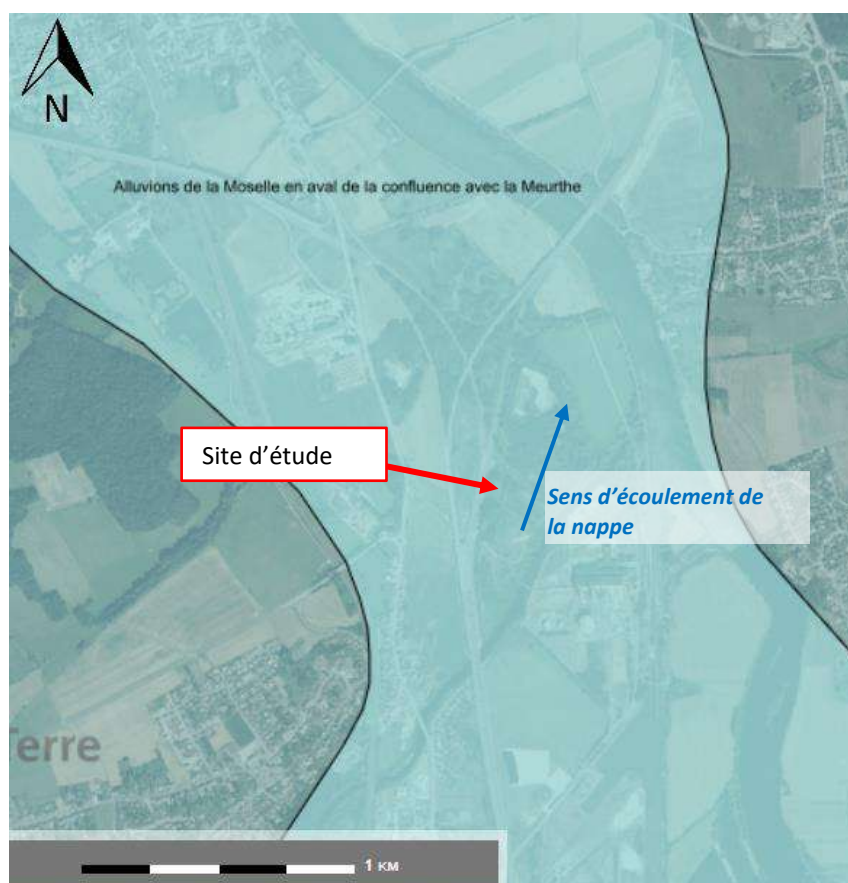 N
Alluvions de la Moselle en aval de la confluence avec la Meurthe
Site d'étude
Sens d'écoulement de
la nappe
Terre
1 KM